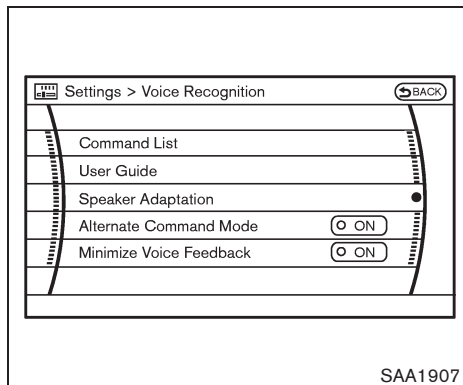 Settings > Voice Recognition BACK
Command List
User Guide
Speaker Adaptation
Alternate Command Mode ON
Minimize Voice Feedback ON
SAA1907